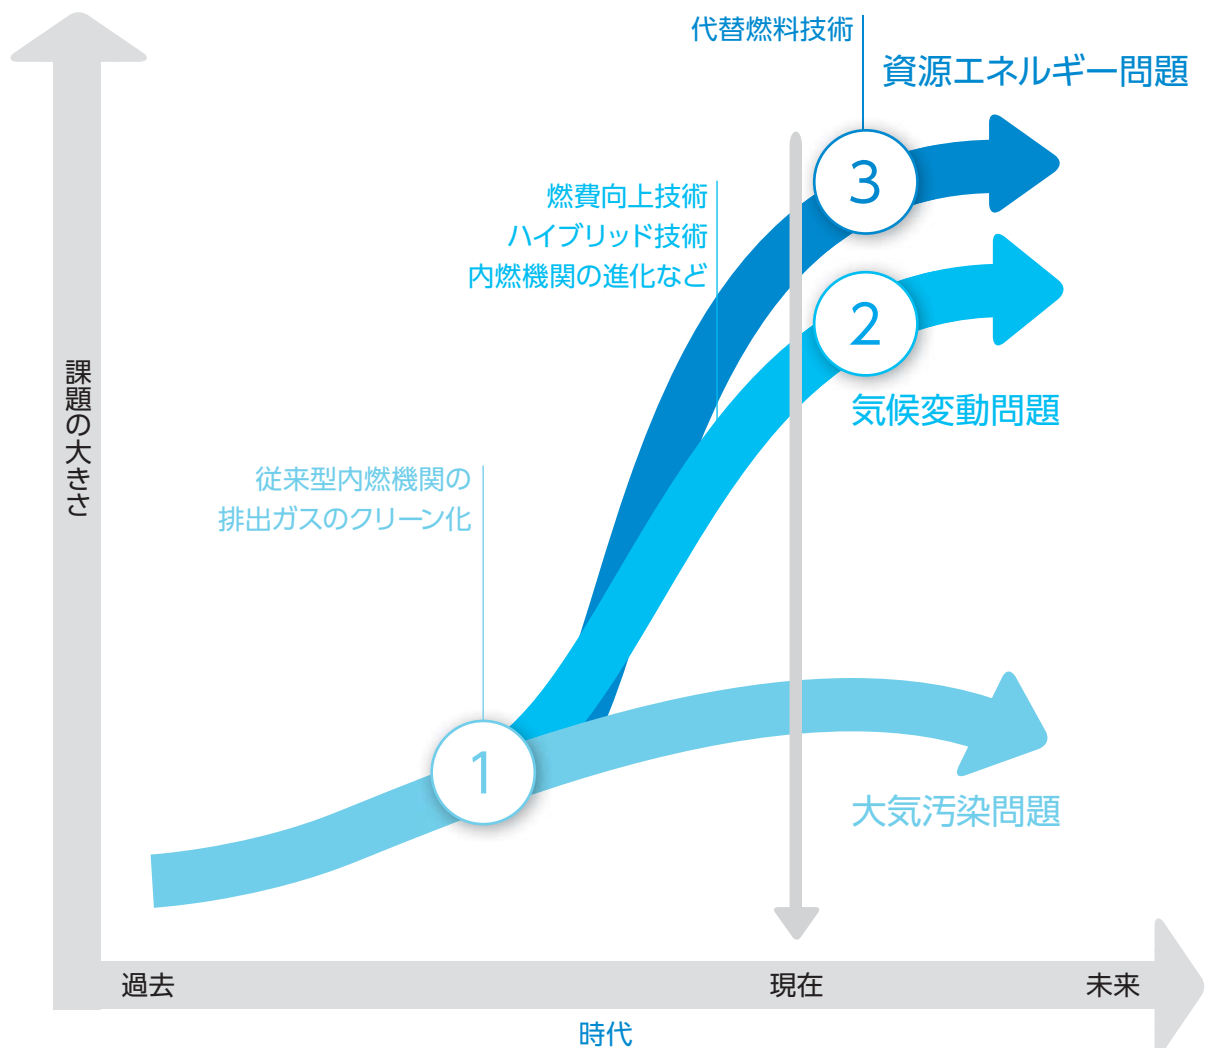 代替燃料技術
資源エネルギー問題
3
燃費向上技術
ハイブリッド技術
内燃機関の進化など
2
気候変動問題
課題の大きさ
従来型内燃機関の
排出ガスのクリーン化
1
大気汚染問題
過去
現在
未来
時代